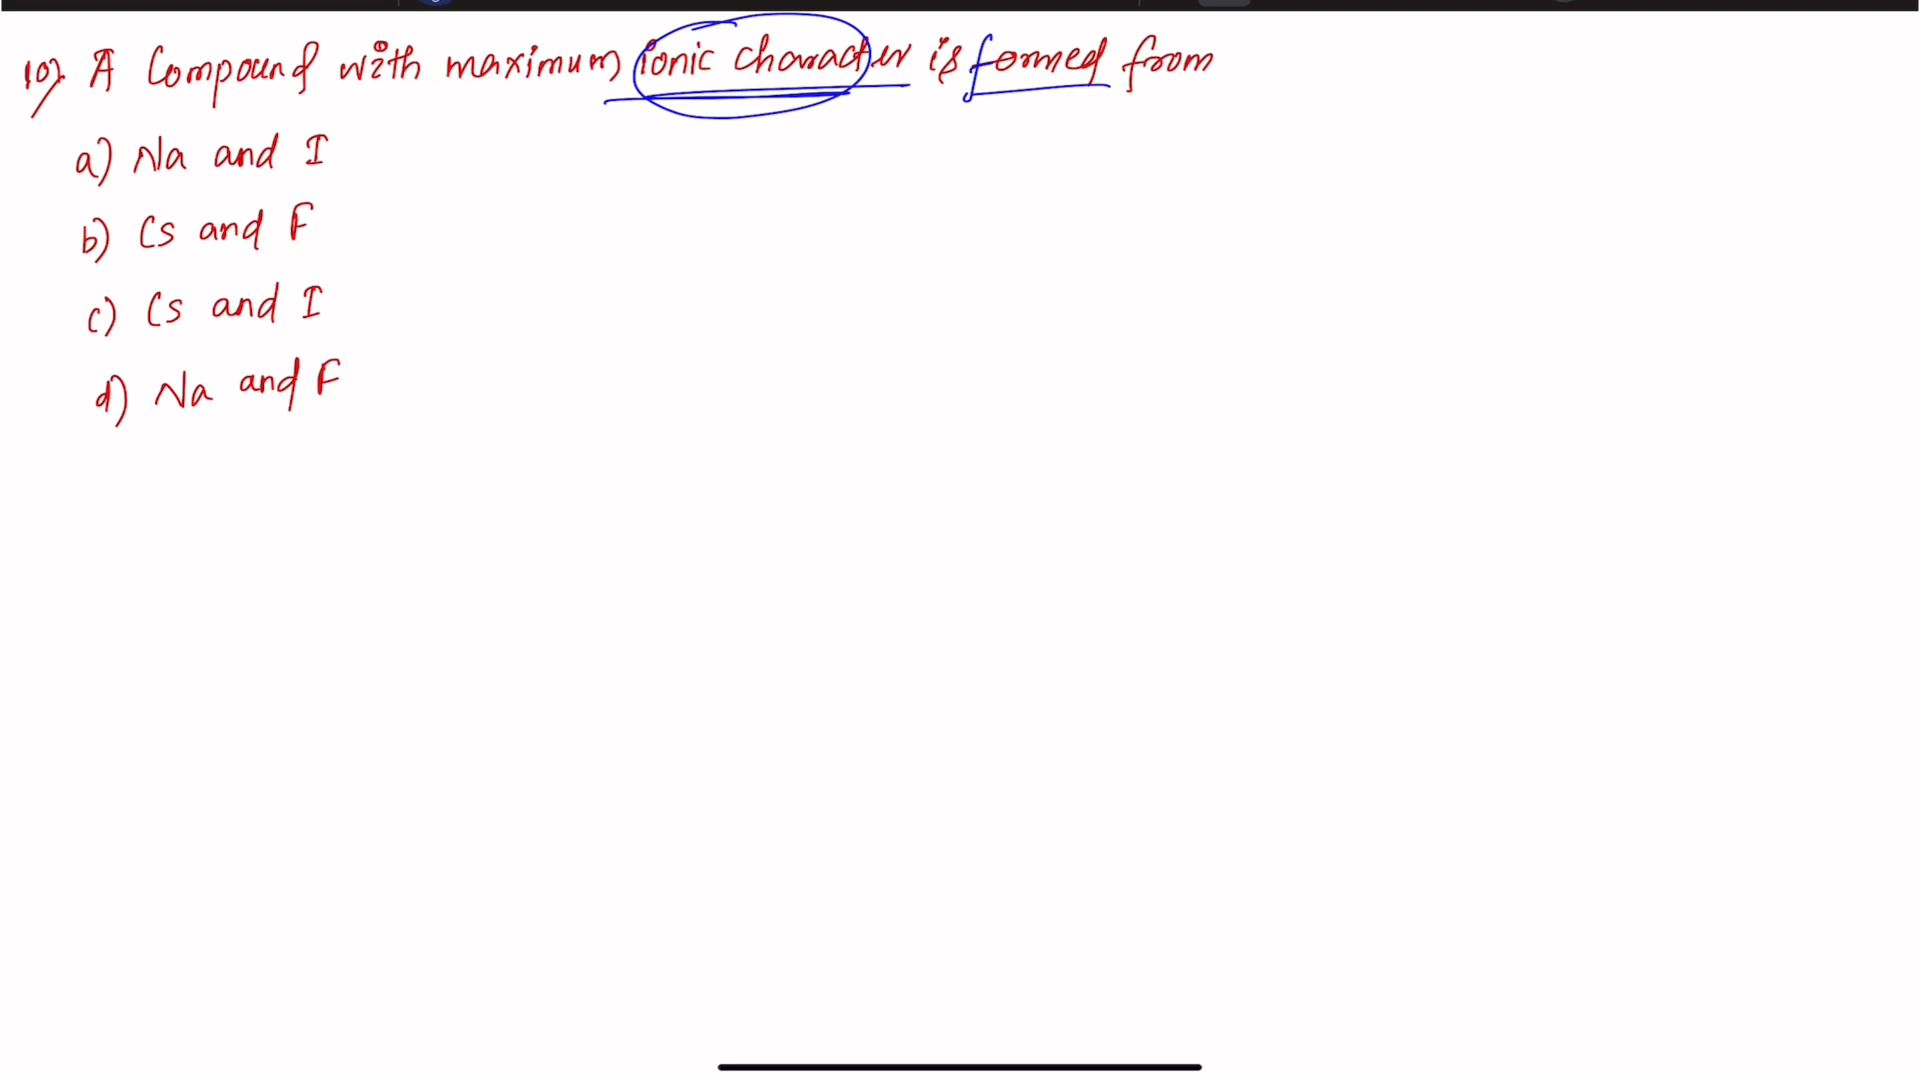 10) A Compound with maximum ionic character is formed from
a) Na and I
b) Cs and F
c) Cs and I
d) Na and F